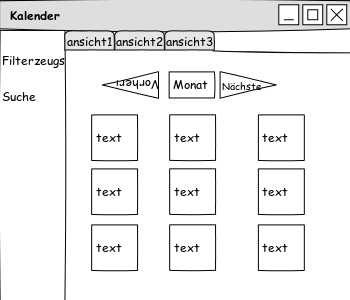 Kalender
ansicht1 ansicht2 ansicht3
Filterzeugs
Vorheri Monat Nächste
Suche
text text text
text text text
text text text